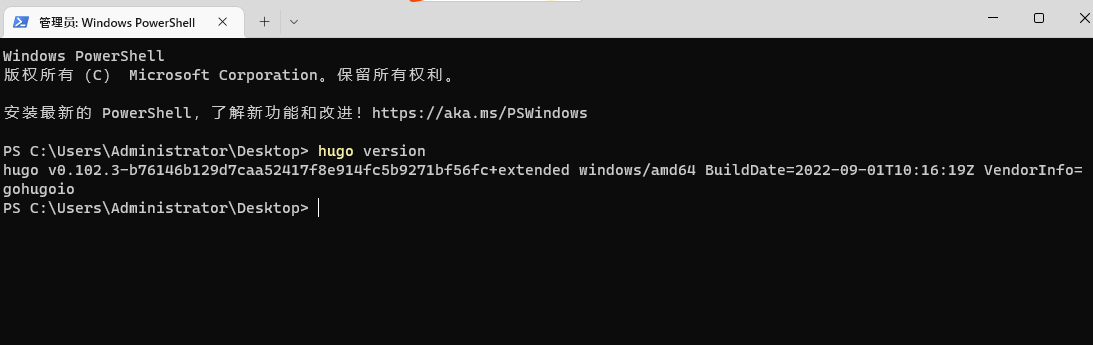 管理员: Windows PowerShell
Windows PowerShell
版权所有 (C)  Microsoft Corporation。保留所有权利。
安装最新的 PowerShell，了解新功能和改进！https://aka.ms/PSWindows
PS C:\Users\Administrator\Desktop> hugo version
hugo v0.102.3-b76146b129d7caa52417f8e914fc5b9271bf56fc+extended windows/amd64 BuildDate=2022-09-01T10:16:19Z VendorInfo=
gohugoio
PS C:\Users\Administrator\Desktop>